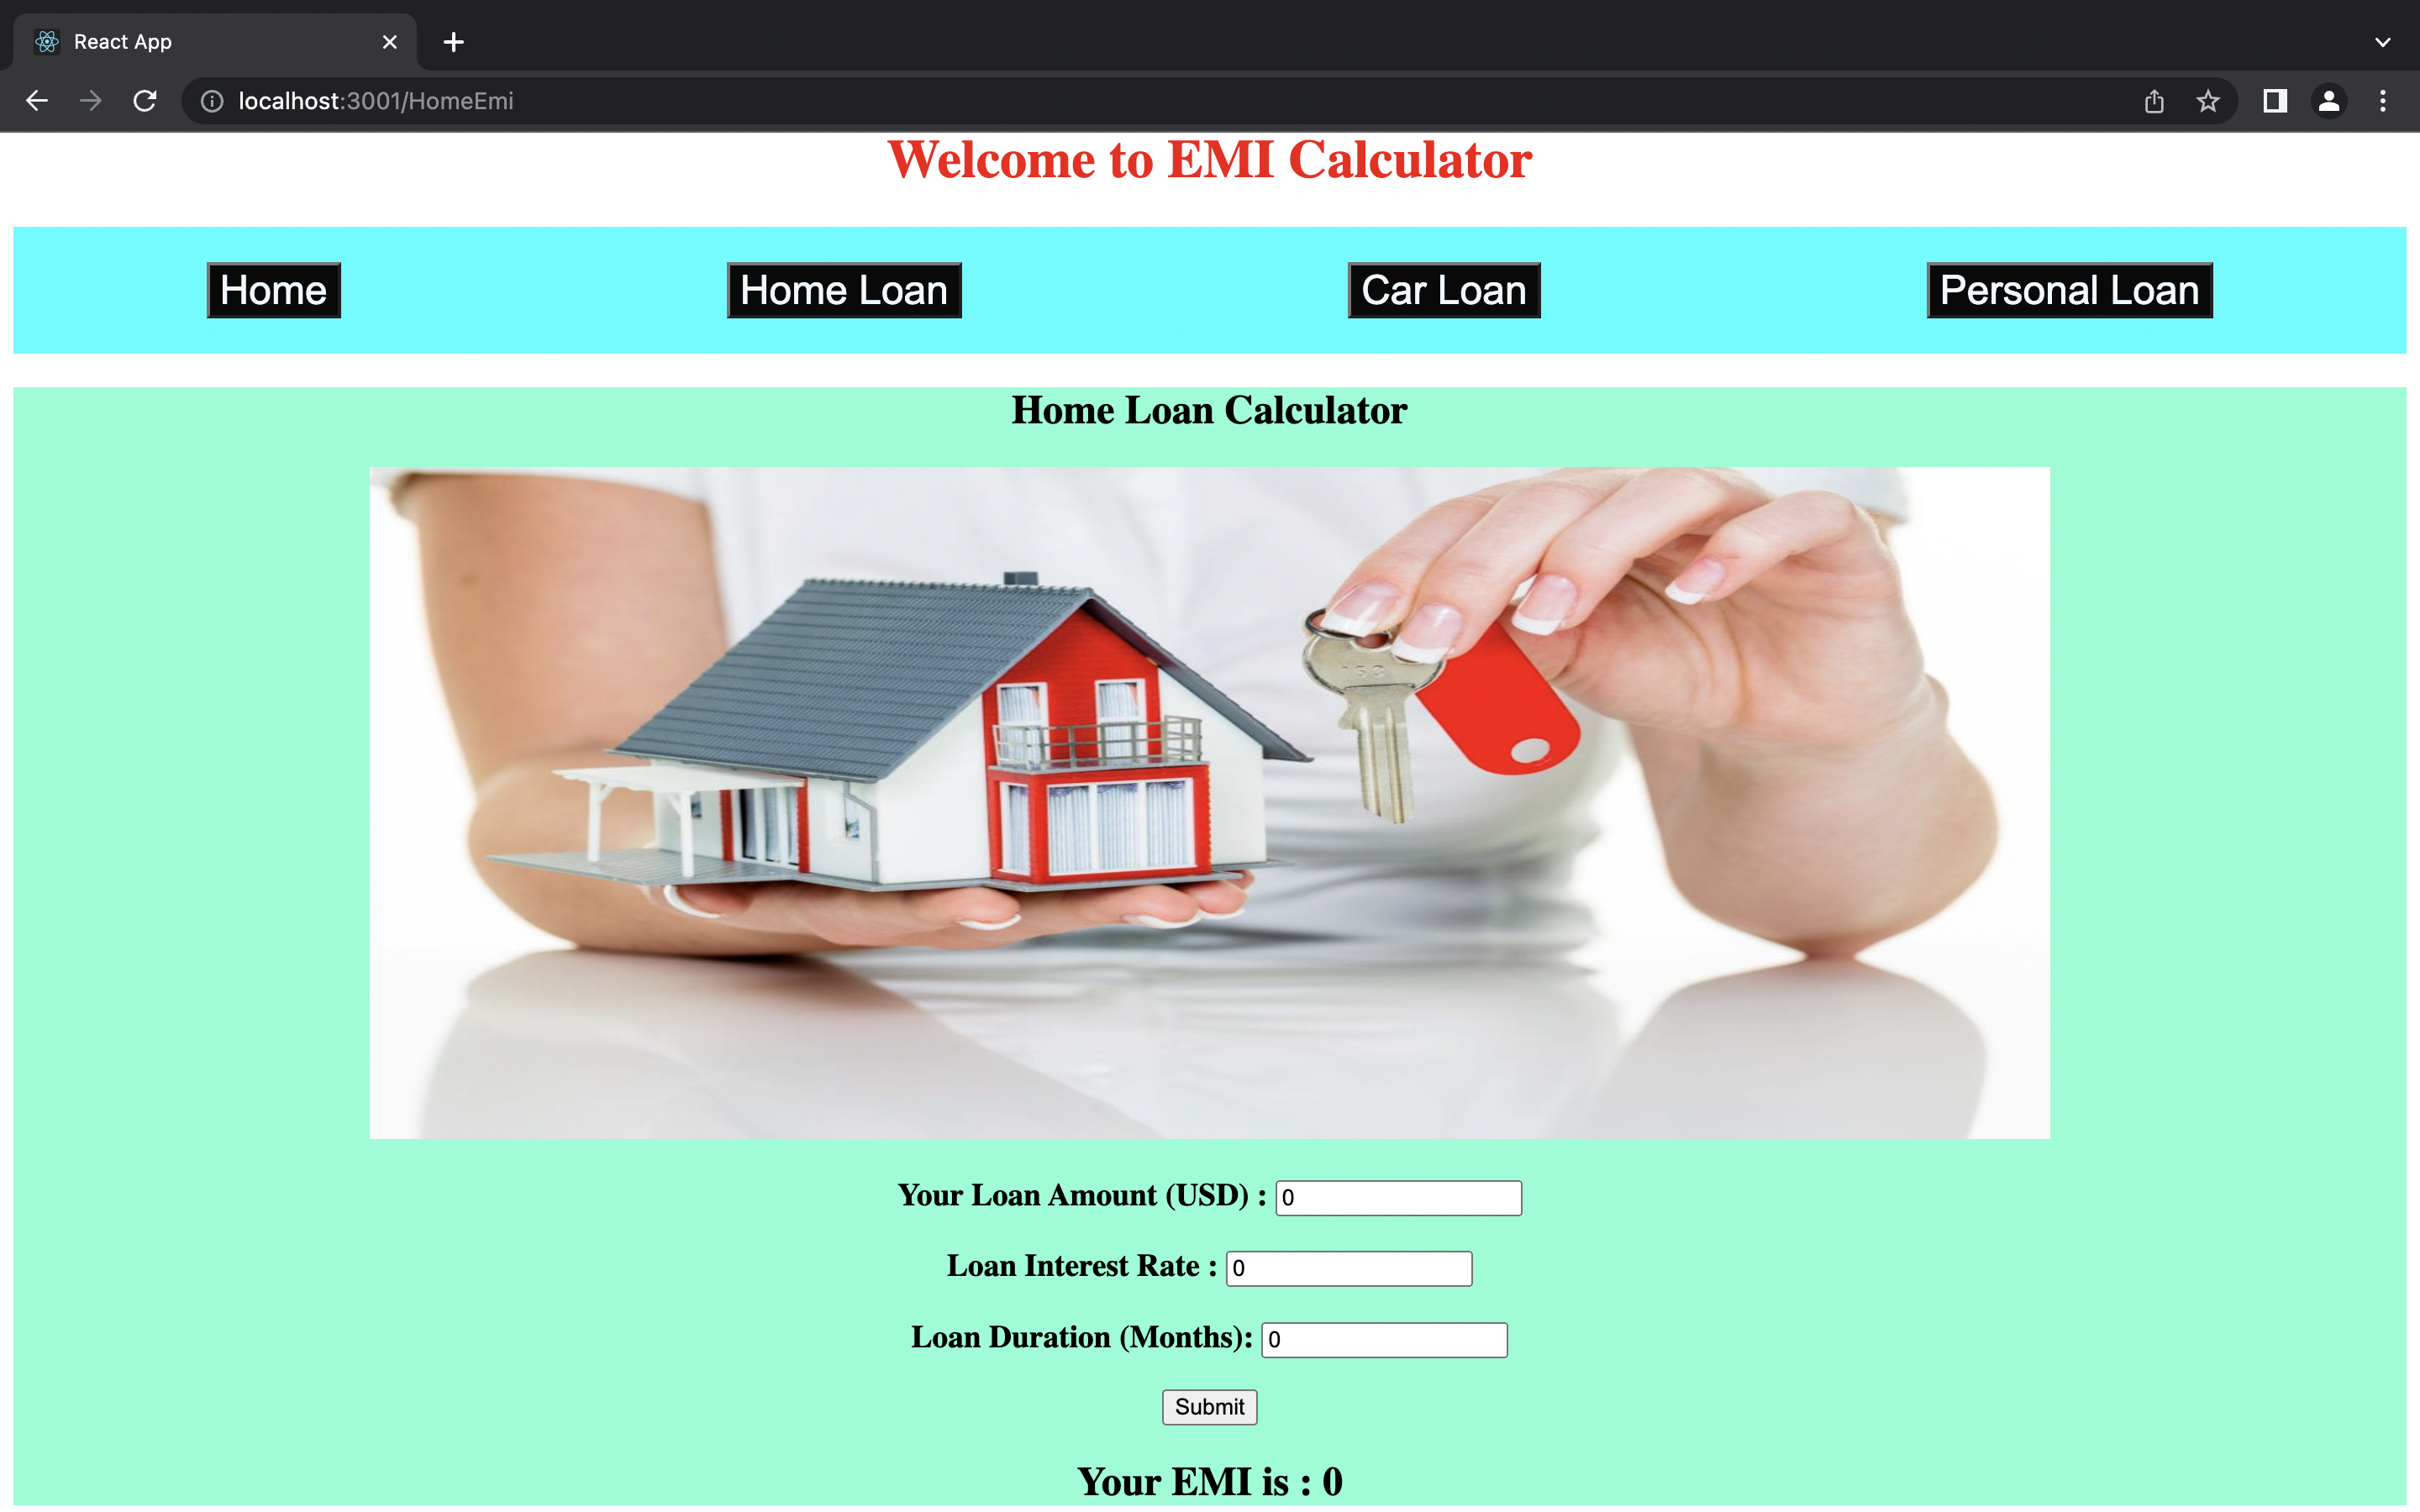 React App
localhost:3001/HomeEmi
Welcome to EMI Calculator
Home Home Loan Car Loan Personal Loan
Home Loan Calculator
Your Loan Amount (USD) : 0
Loan Interest Rate : 0
Loan Duration (Months): 0
Submit
Your EMI is : 0